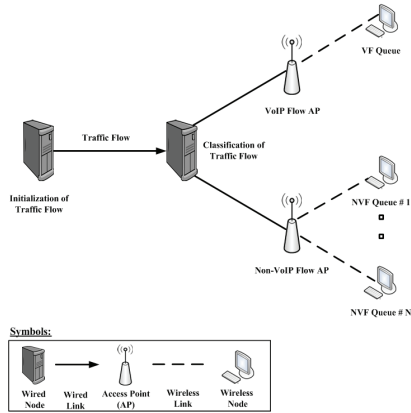 VF Queue
VoIP Flow AP
Traffic Flow
Classification of
Traffic Flow
Initialization of
Traffic Flow
NVF Queue # 1
Non-VoIP Flow AP
NVF Queue # N
Symbols:
Wired
Node
Wired
Link
Access Point
(AP)
Wireless
Link
Wireless
Node